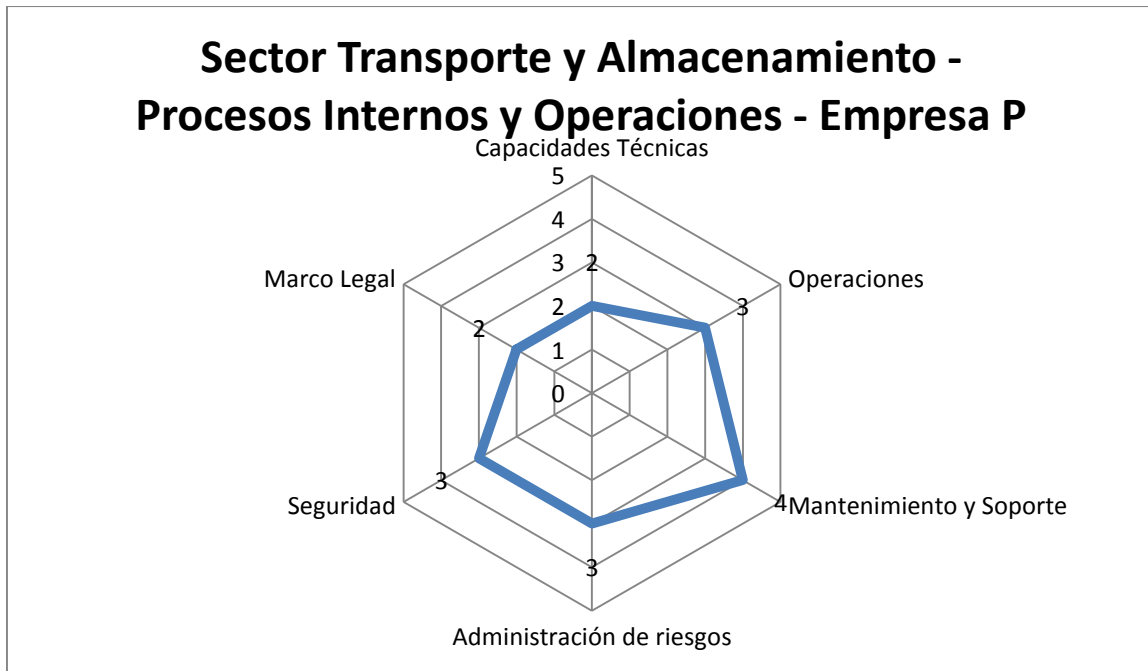 Sector Transporte y Almacenamiento -
Procesos Internos y Operaciones - Empresa P
Capacidades Técnicas
5
4
3 2
Marco Legal
Operaciones
2
2
3
1
0
3
Seguridad
4
Mantenimiento y Soporte
3
Administración de riesgos